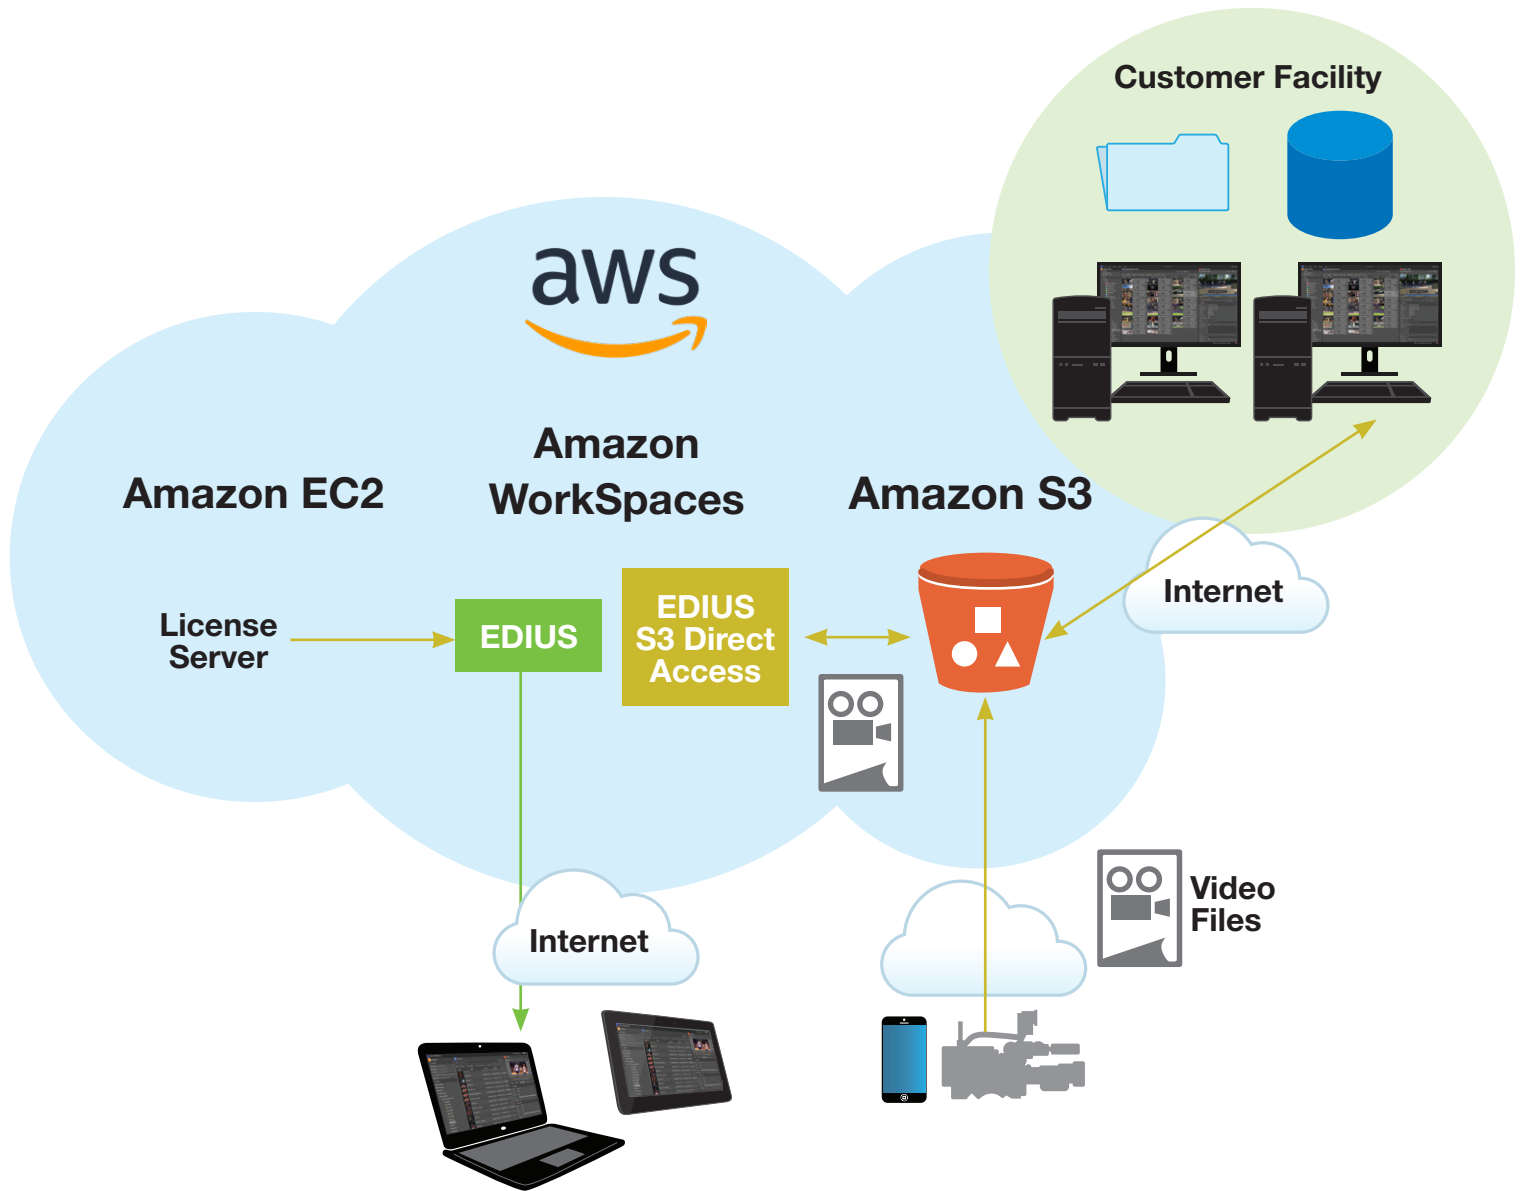 Customer Facility
aws
Amazon EC2
Amazon
WorkSpaces
Amazon S3
License
Server
EDIUS
EDIUS
S3 Direct
Access
Internet
Internet
Video
Files